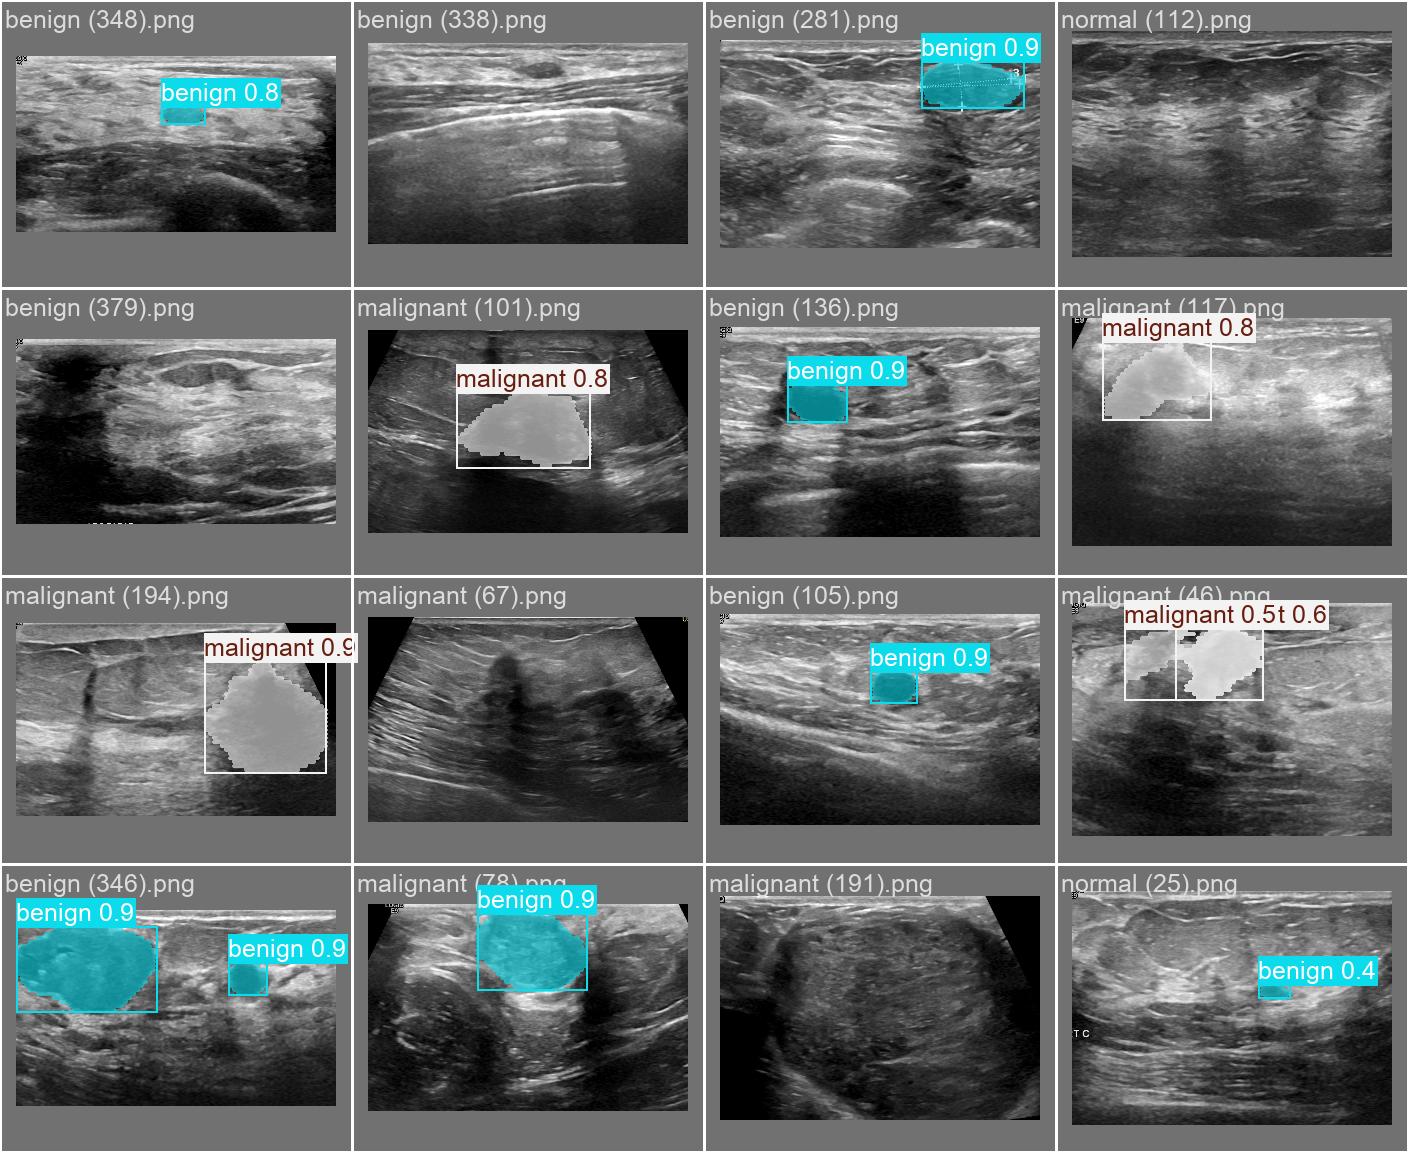 benign (348).png
benign 0.8
benign (338).png
benign (281).png
benign 0.9
normal (112).png
benign (379).png
malignant (101).png
malignant 0.8
benign (136).png
benign 0.9
malignant (117).png
malignant 0.8
malignant (194).png
malignant 0.9
malignant (67).png
benign (105).png
benign 0.9
malignant (46).png
malignant 0.5t 0.6
benign (346).png
benign 0.9
benign 0.9
malignant (78).png
benign 0.9
malignant (191).png
normal (25).png
benign 0.4
TC